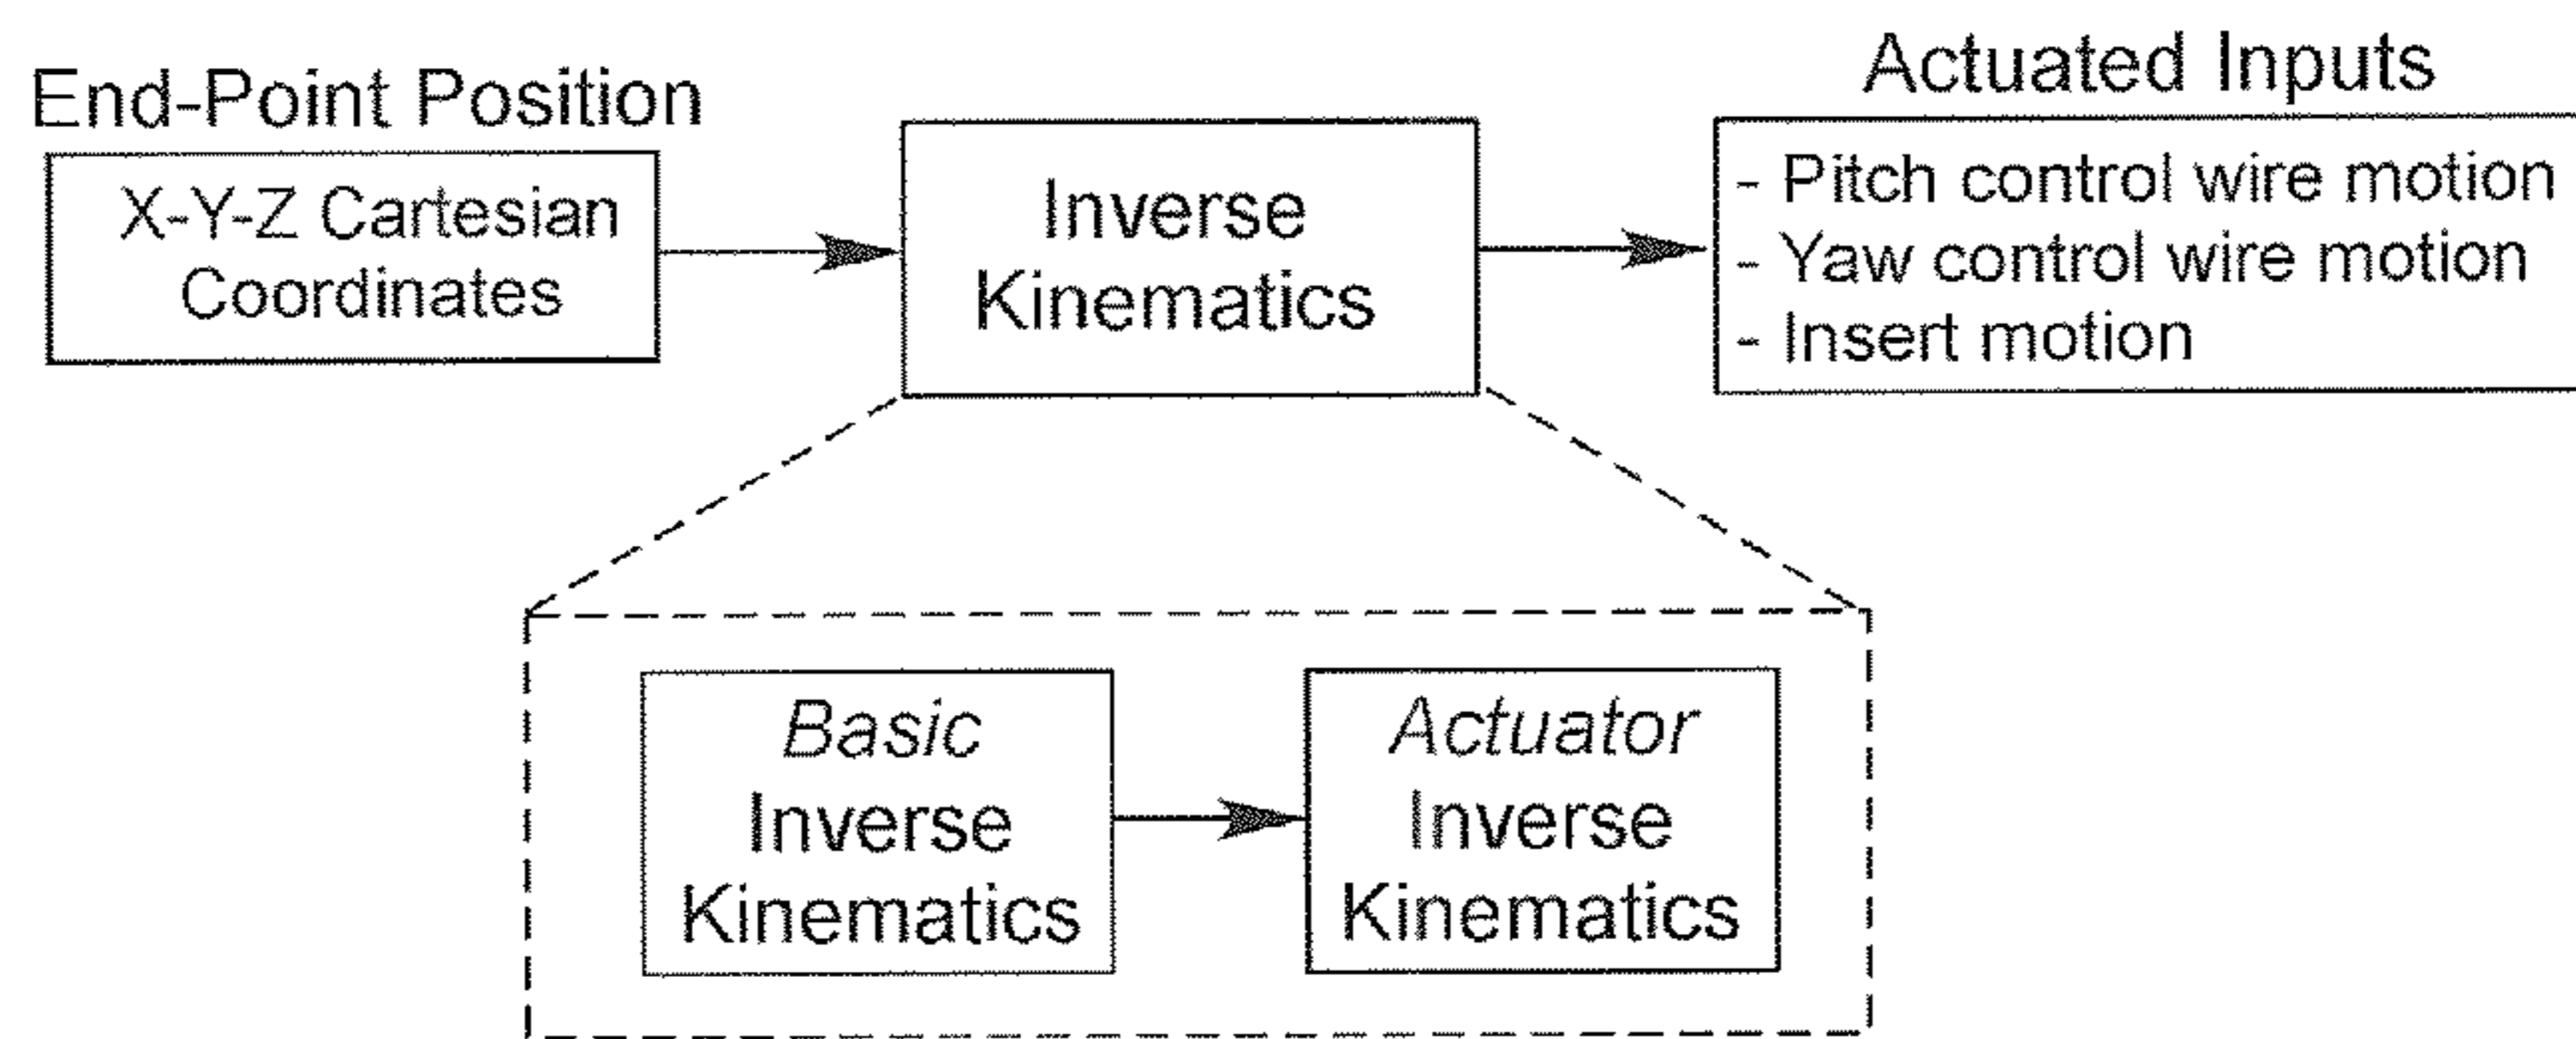 End-Point Position
X-Y-Z Cartesian
Coordinates
Inverse
Kinematics
Actuated Inputs
- Pitch control wire motion
- Yaw control wire motion
- Insert motion
Basic
Inverse
Kinematics
Actuator
Inverse
Kinematics